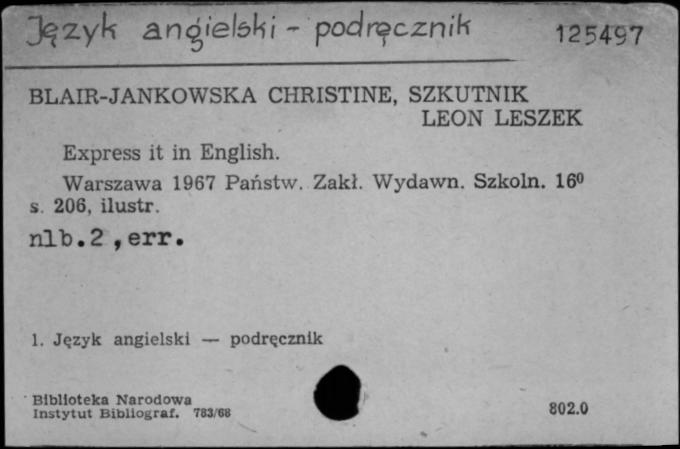 Język angielski - podręcznik 125497
BLAIR-JANKOWSKA CHRISTINE, SZKUTNIK
LEON LESZEK
Express it in English.
Warszawa 1967 Państw. Zakł. Wydawn. Szkoln. 16⁰
s. 206, ilustr.
nlb.2,err.
1. Język angielski — podręcznik
Biblioteka Narodowa
Instytut Bibliograf. 783/68 802.0